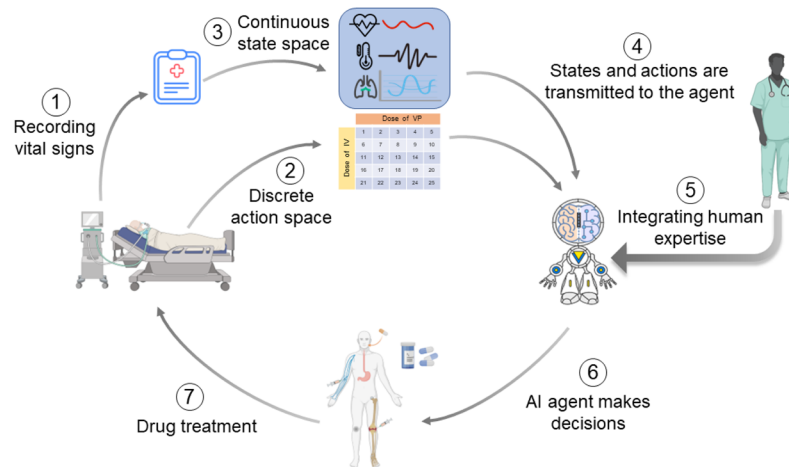 1
Recording
vital signs
2
Discrete
action space
3
Continuous
state space
Dose of VP
Dose of IV
1 2 3 4 5
6 7 8 9 10
11 12 13 14 15
16 17 18 19 20
21 22 23 24 25
4
States and actions are
transmitted to the agent
5
Integrating human
expertise
6
AI agent makes
decisions
7
Drug treatment